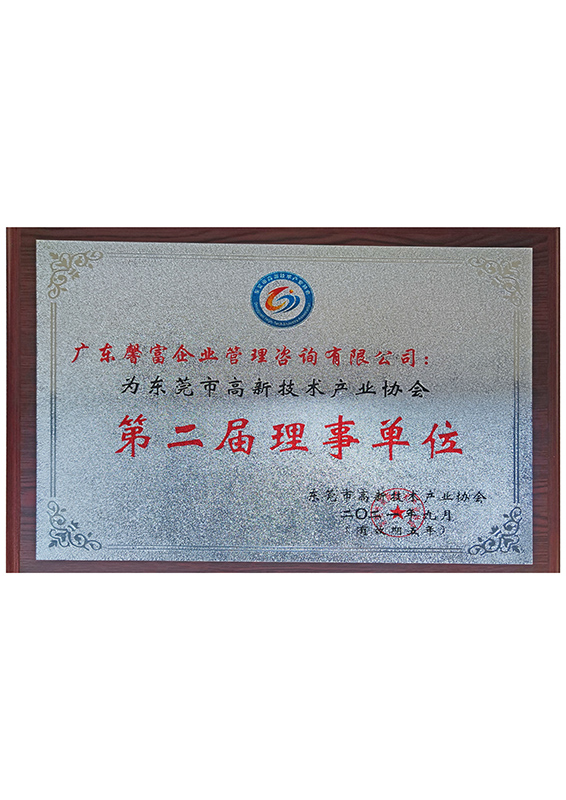 广东馨富企业管理咨询有限公司：
为东莞市高新技术产业协会
第二届理事单位
东莞市高新技术产业协会
二〇二一年九月
（有效期五年）